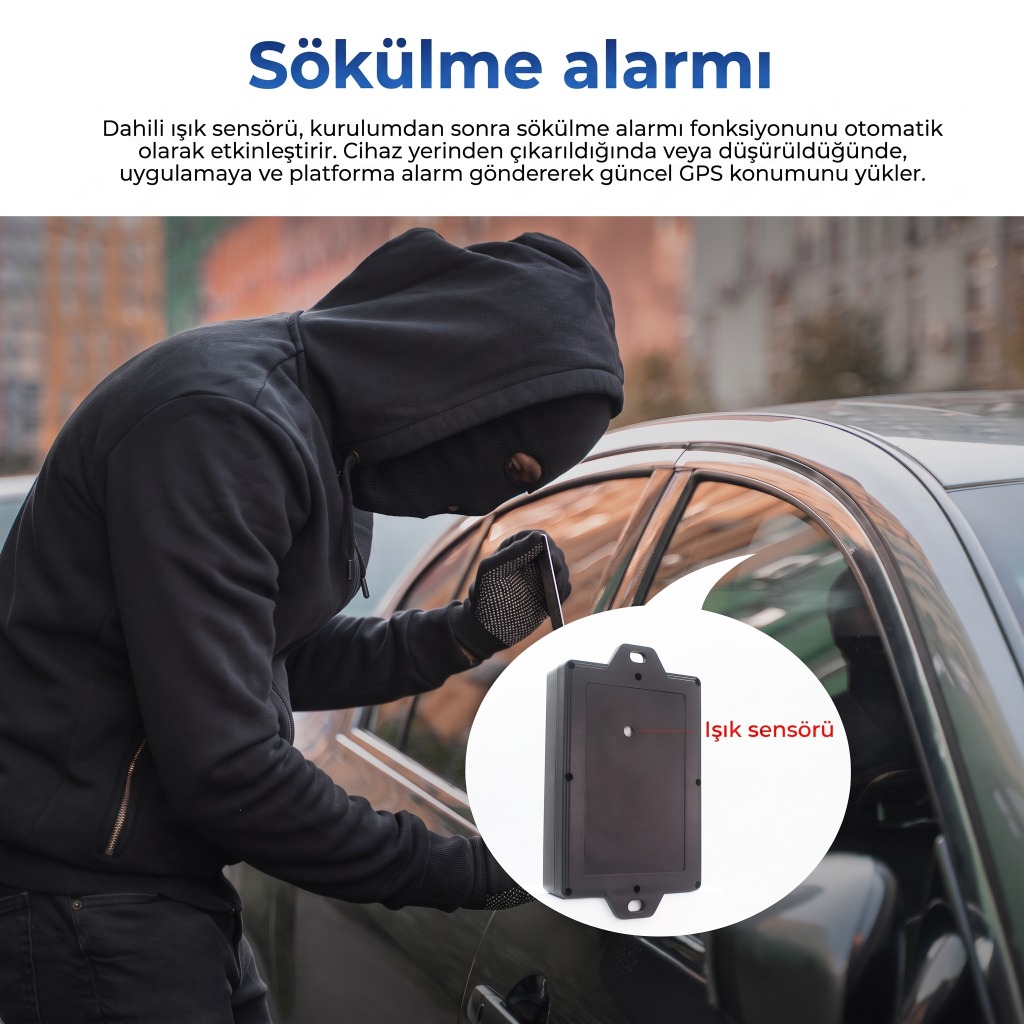 Sökülme alarmı
Dahili ışık sensörü, kurulumdan sonra sökülme alarmı fonksiyonunu otomatik
olarak etkinleştirir. Cihaz yerinden çıkarıldığında veya düşürüldüğünde,
uygulamaya ve platforma alarm göndererek güncel GPS konumunu yükler.
Işık sensörü